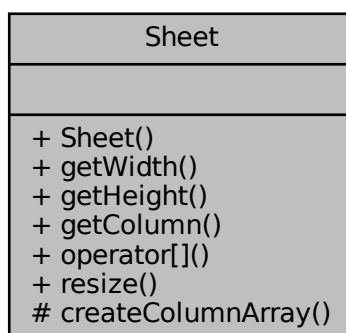 Sheet
+ Sheet()
+ getWidth()
+ getHeight()
+ getColumn()
+ operator[]()
+ resize()
# createColumnArray()